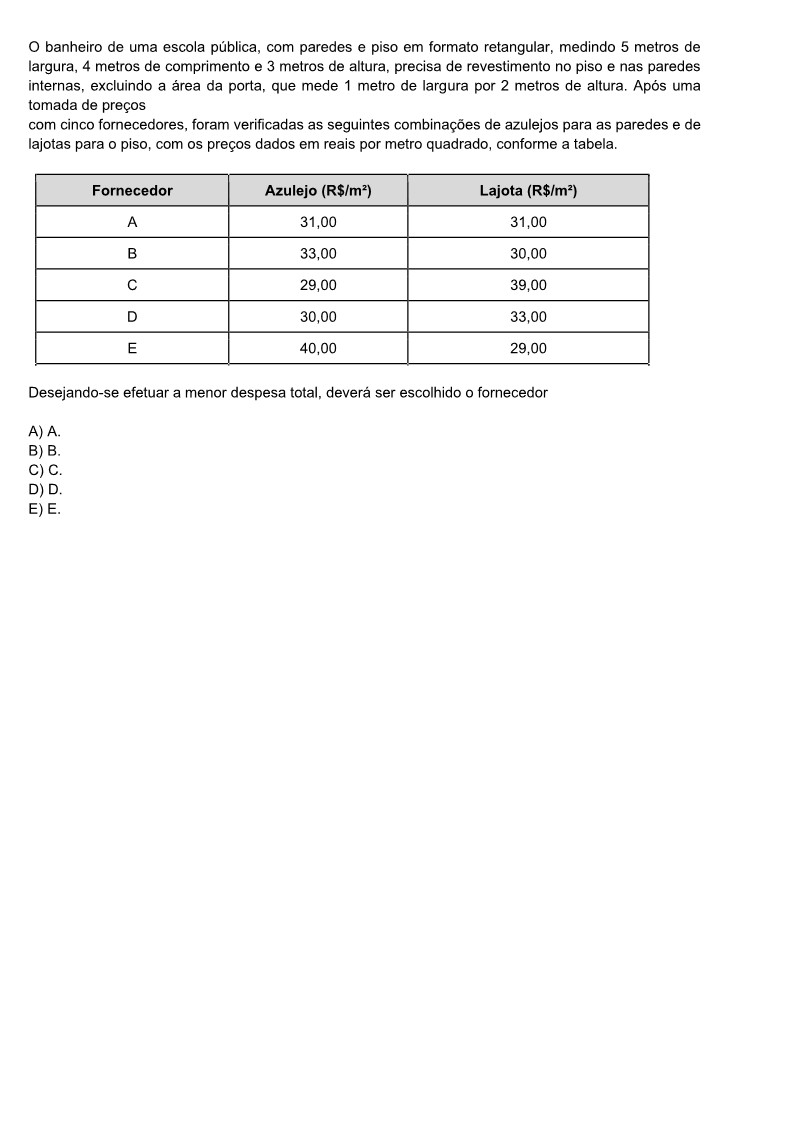 O banheiro de uma escola pública, com paredes e piso em formato retangular, medindo 5 metros de
largura, 4 metros de comprimento e 3 metros de altura, precisa de revestimento no piso e nas paredes
internas, excluindo a área da porta, que mede 1 metro de largura por 2 metros de altura. Após uma
tomada de preços
com cinco fornecedores, foram verificadas as seguintes combinações de azulejos para as paredes e de
lajotas para o piso, com os preços dados em reais por metro quadrado, conforme a tabela.
Fornecedor Azulejo (R$/m²) Lajota (R$/m²)
A 31,00 31,00
B 33,00 30,00
C 29,00 39,00
D 30,00 33,00
E 40,00 29,00
Desejando-se efetuar a menor despesa total, deverá ser escolhido o fornecedor
A) A.
B) B.
C) C.
D) D.
E) E.